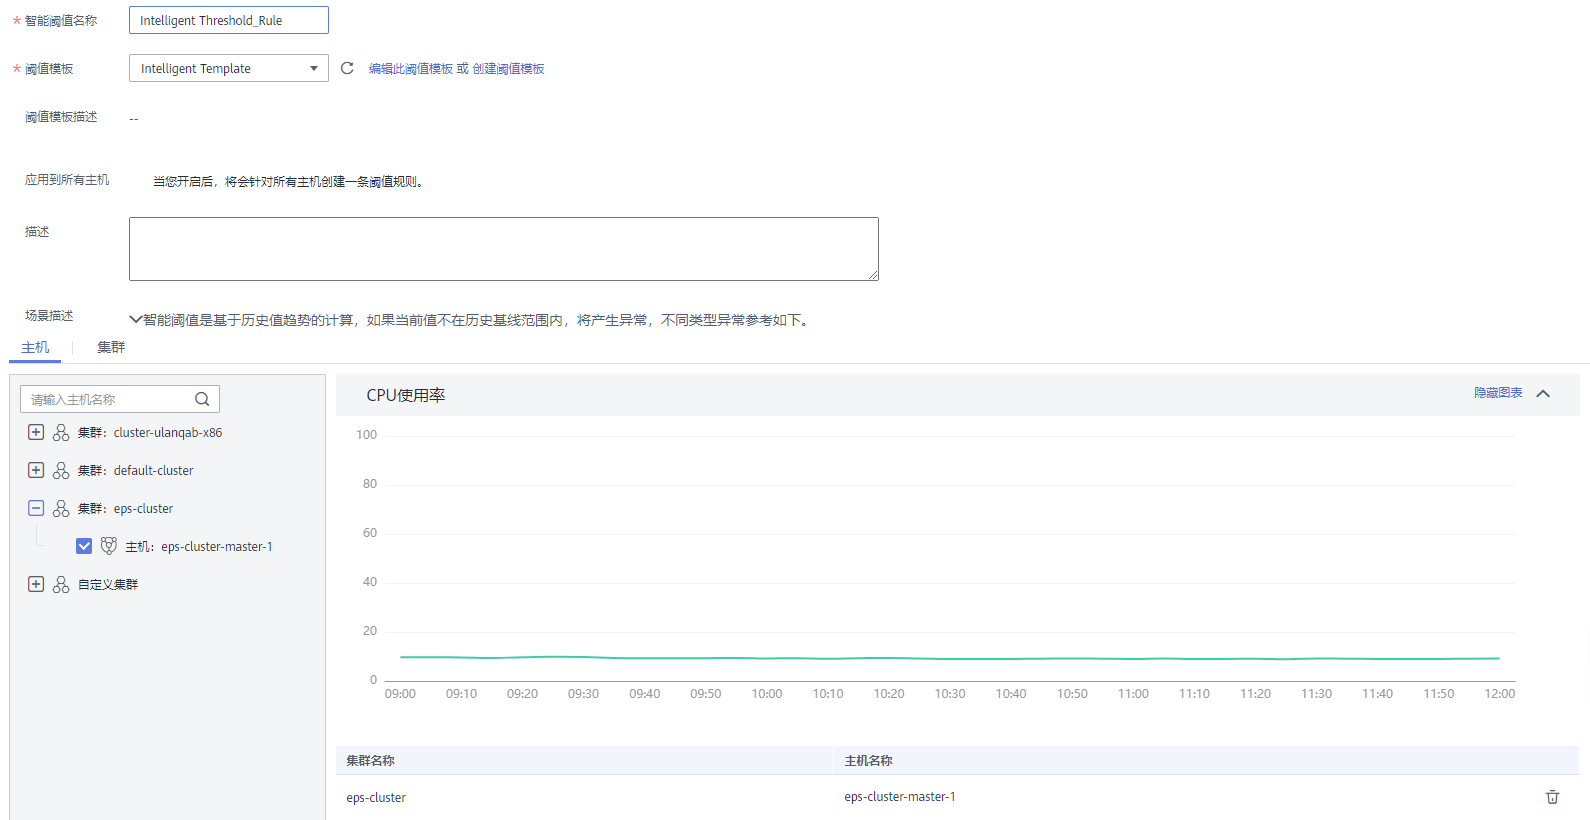 * 智能阈值名称 Intelligent Threshold_Rule
* 阈值模板 Intelligent Template 编辑此阈值模板 或 创建阈值模板
阈值模板描述 --
应用到所有主机 当您开启后，将会针对所有主机创建一条阈值规则。
描述
场景描述 智能阈值是基于历史值趋势的计算，如果当前值不在历史基线范围内，将产生异常，不同类型异常参考如下。
主机 集群
请输入主机名称
集群：cluster-ulanqab-x86
集群：default-cluster
集群：eps-cluster
主机：eps-cluster-master-1
自定义集群
CPU使用率 隐藏图表
100
80
60
40
20
0
09:00 09:10 09:20 09:30 09:40 09:50 10:00 10:10 10:20 10:30 10:40 10:50 11:00 11:10 11:20 11:30 11:40 11:50 12:00
集群名称 主机名称
eps-cluster eps-cluster-master-1